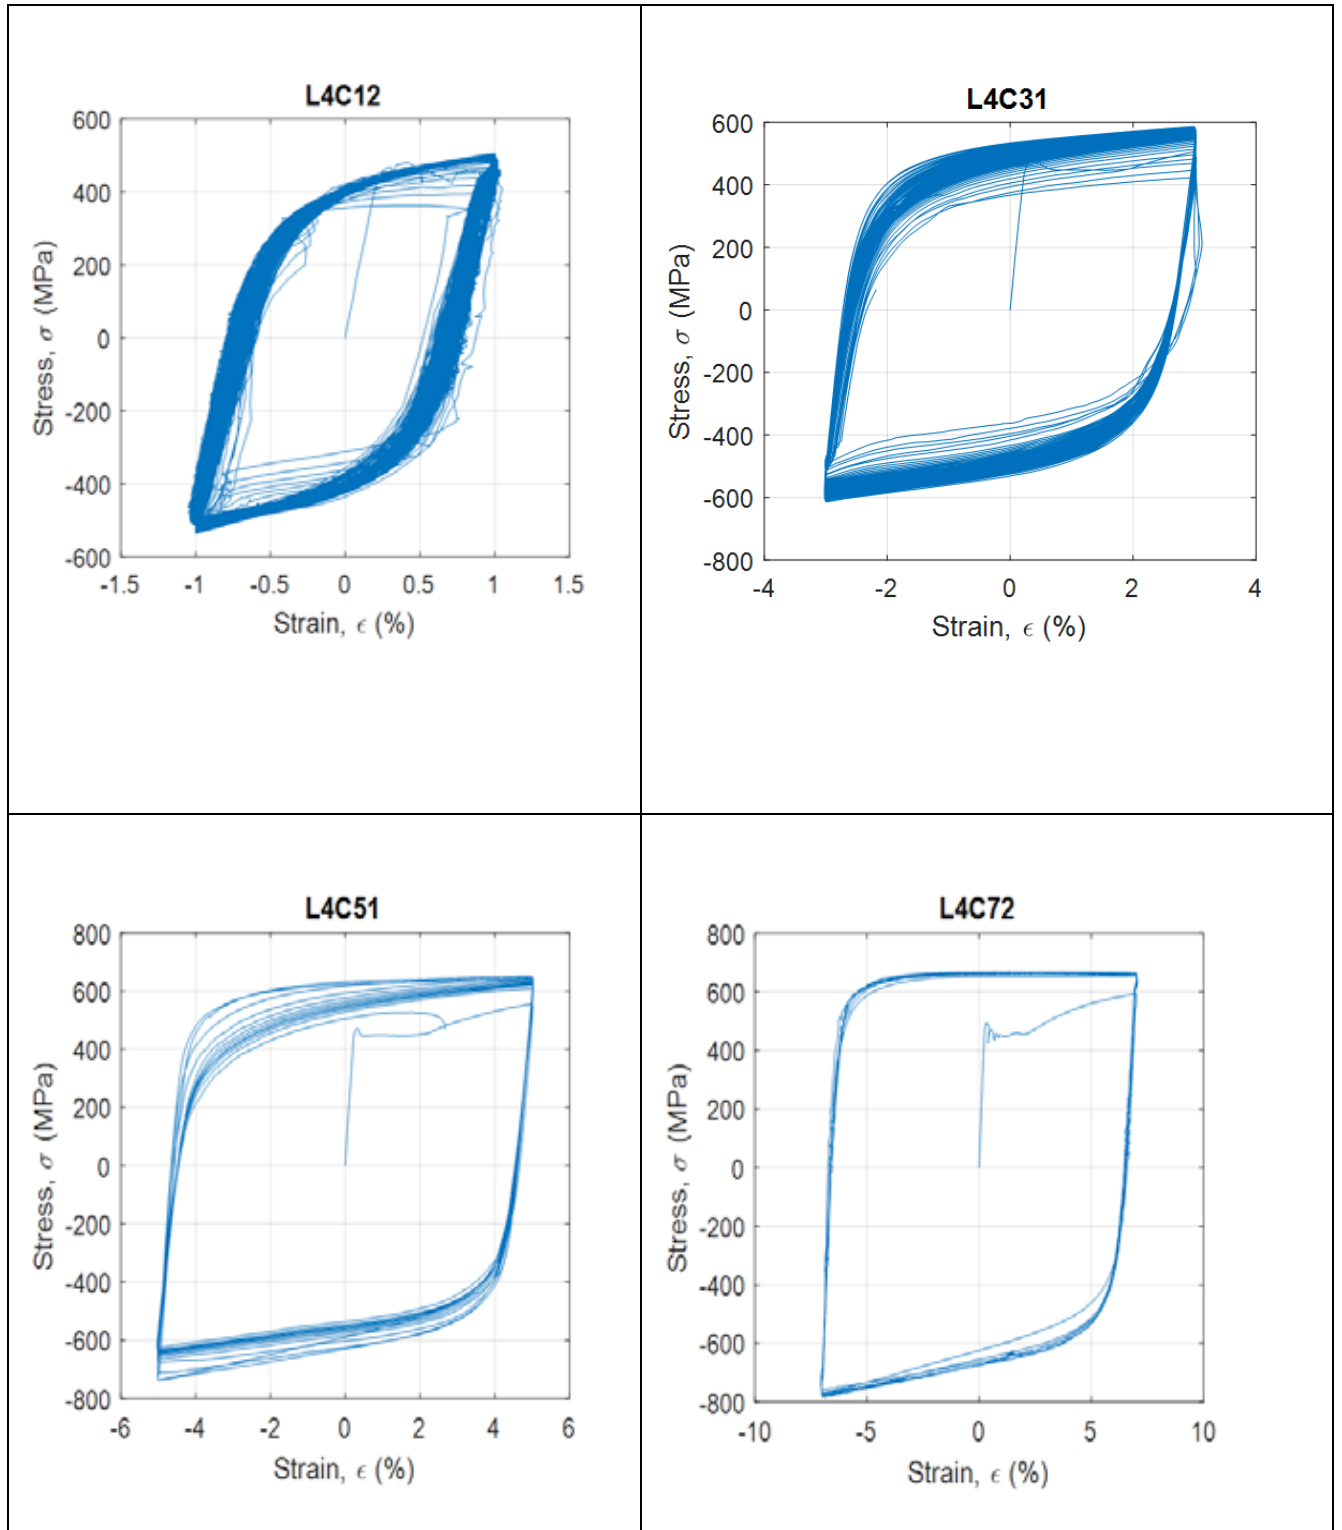 L4C12
600
400
200
0
-200
-400
-600
-1.5 -1 -0.5 0 0.5 1 1.5
Stress, σ (MPa)
Strain, ϵ (%)
L4C31
600
400
200
0
-200
-400
-600
-800
-4 -2 0 2 4
Stress, σ (MPa)
Strain, ϵ (%)
L4C51
800
600
400
200
0
-200
-400
-600
-800
-6 -4 -2 0 2 4 6
Stress, σ (MPa)
Strain, ϵ (%)
L4C72
800
600
400
200
0
-200
-400
-600
-800
-10 -5 0 5 10
Stress, σ (MPa)
Strain, ϵ (%)